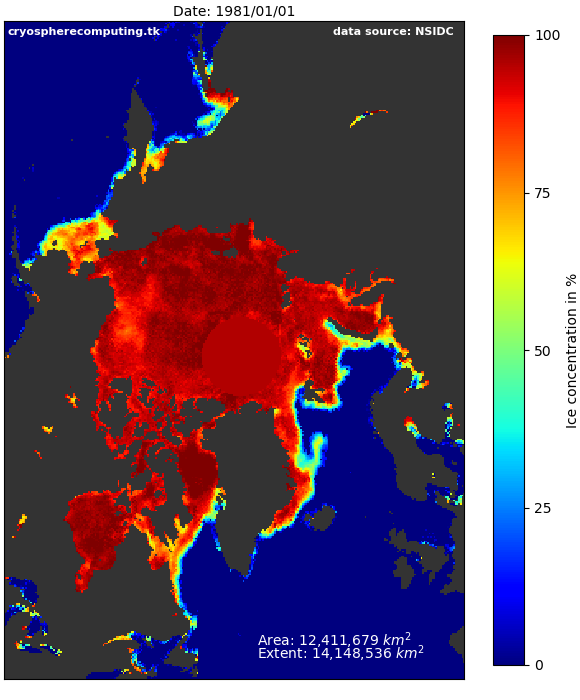 Date: 1981/01/01
cryospherecomputing.tk
data source: NSIDC
100
75
50
25
0
Ice concentration in %
Area: 12,411,679 km²
Extent: 14,148,536 km²